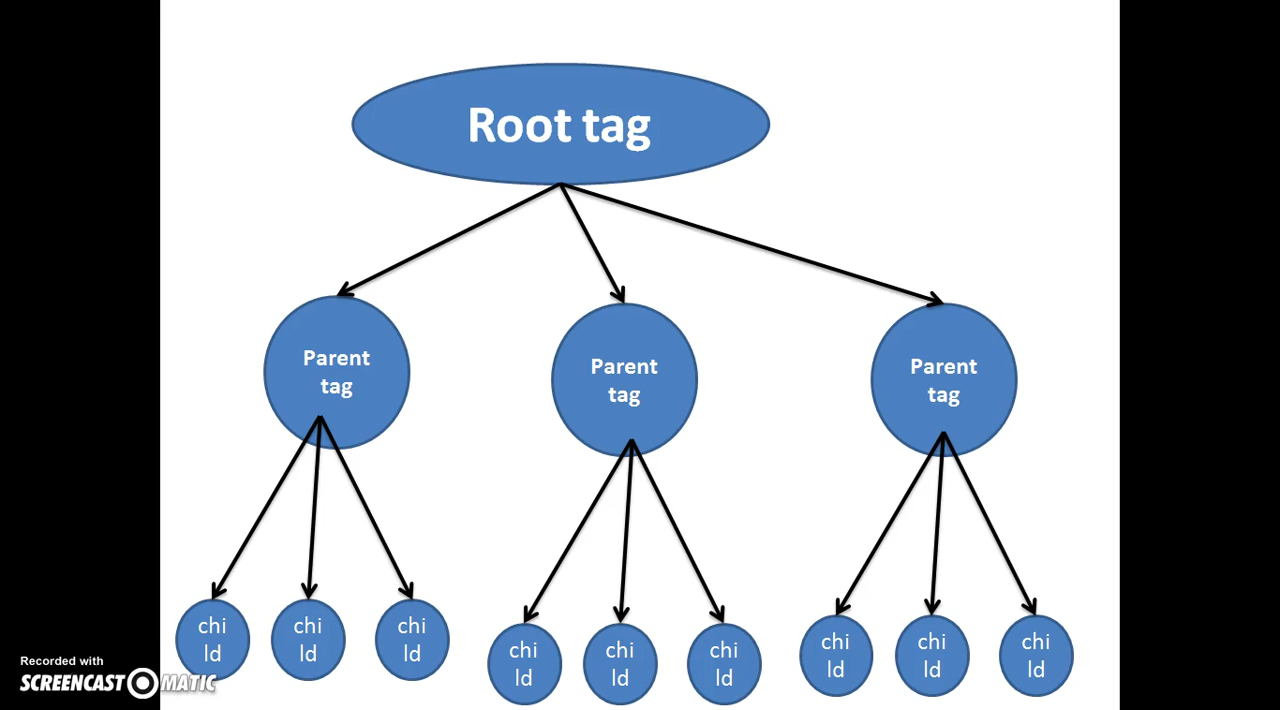 Root tag
Parent
tag
Parent
tag
Parent
tag
chi
ld
chi
ld
chi
ld
chi
ld
chi
ld
chi
ld
chi
ld
chi
ld
chi
ld
Recorded with
SCREENCAST MATIC